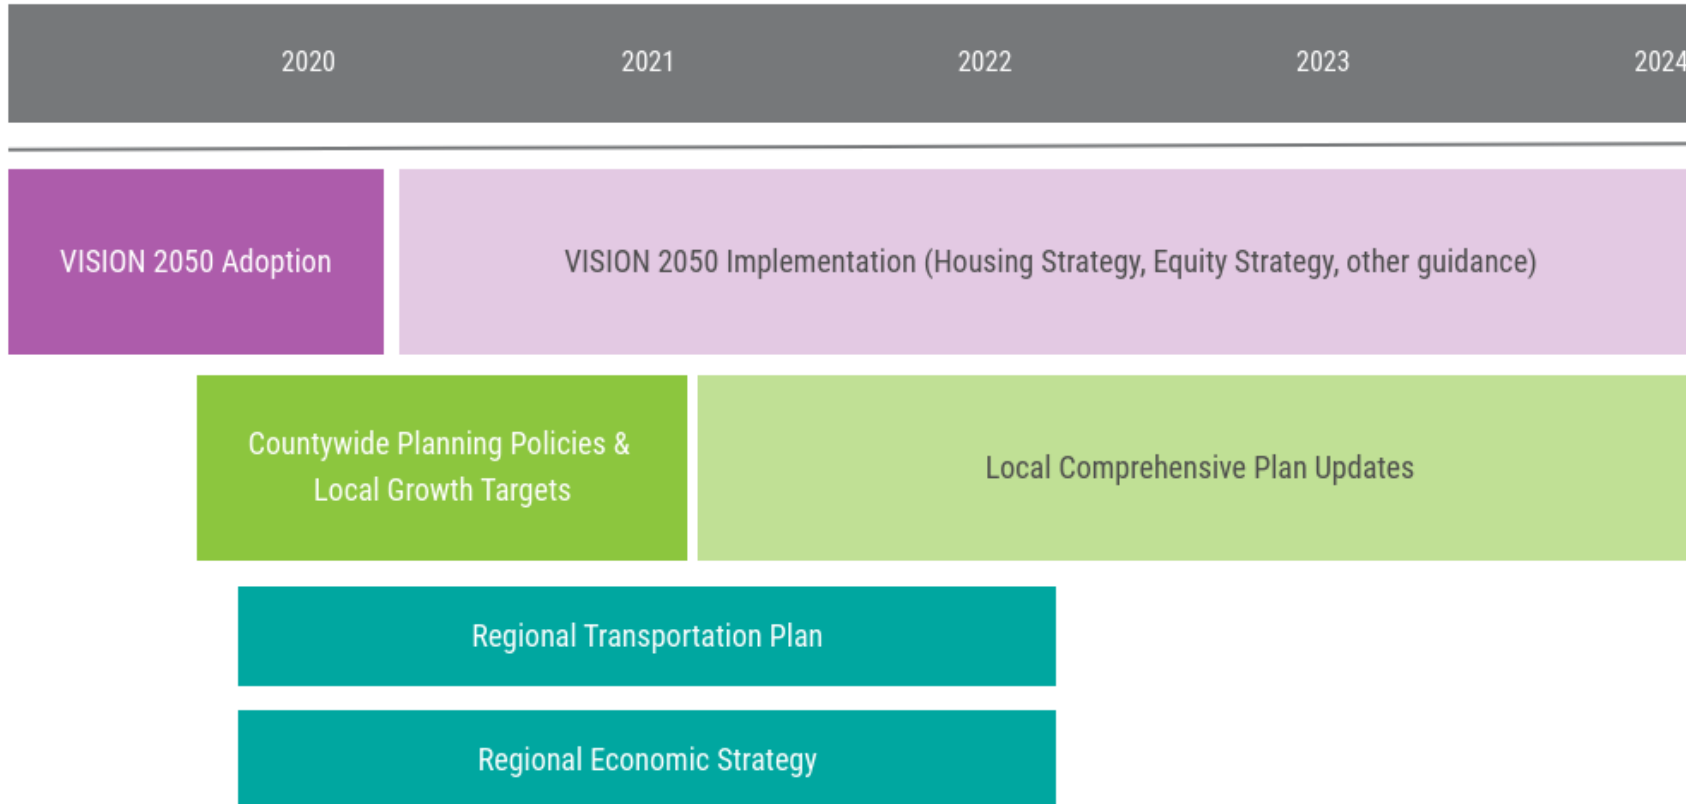 2020 2021 2022 2023 2024
VISION 2050 Adoption
VISION 2050 Implementation (Housing Strategy, Equity Strategy, other guidance)
Countywide Planning Policies &
Local Growth Targets
Local Comprehensive Plan Updates
Regional Transportation Plan
Regional Economic Strategy